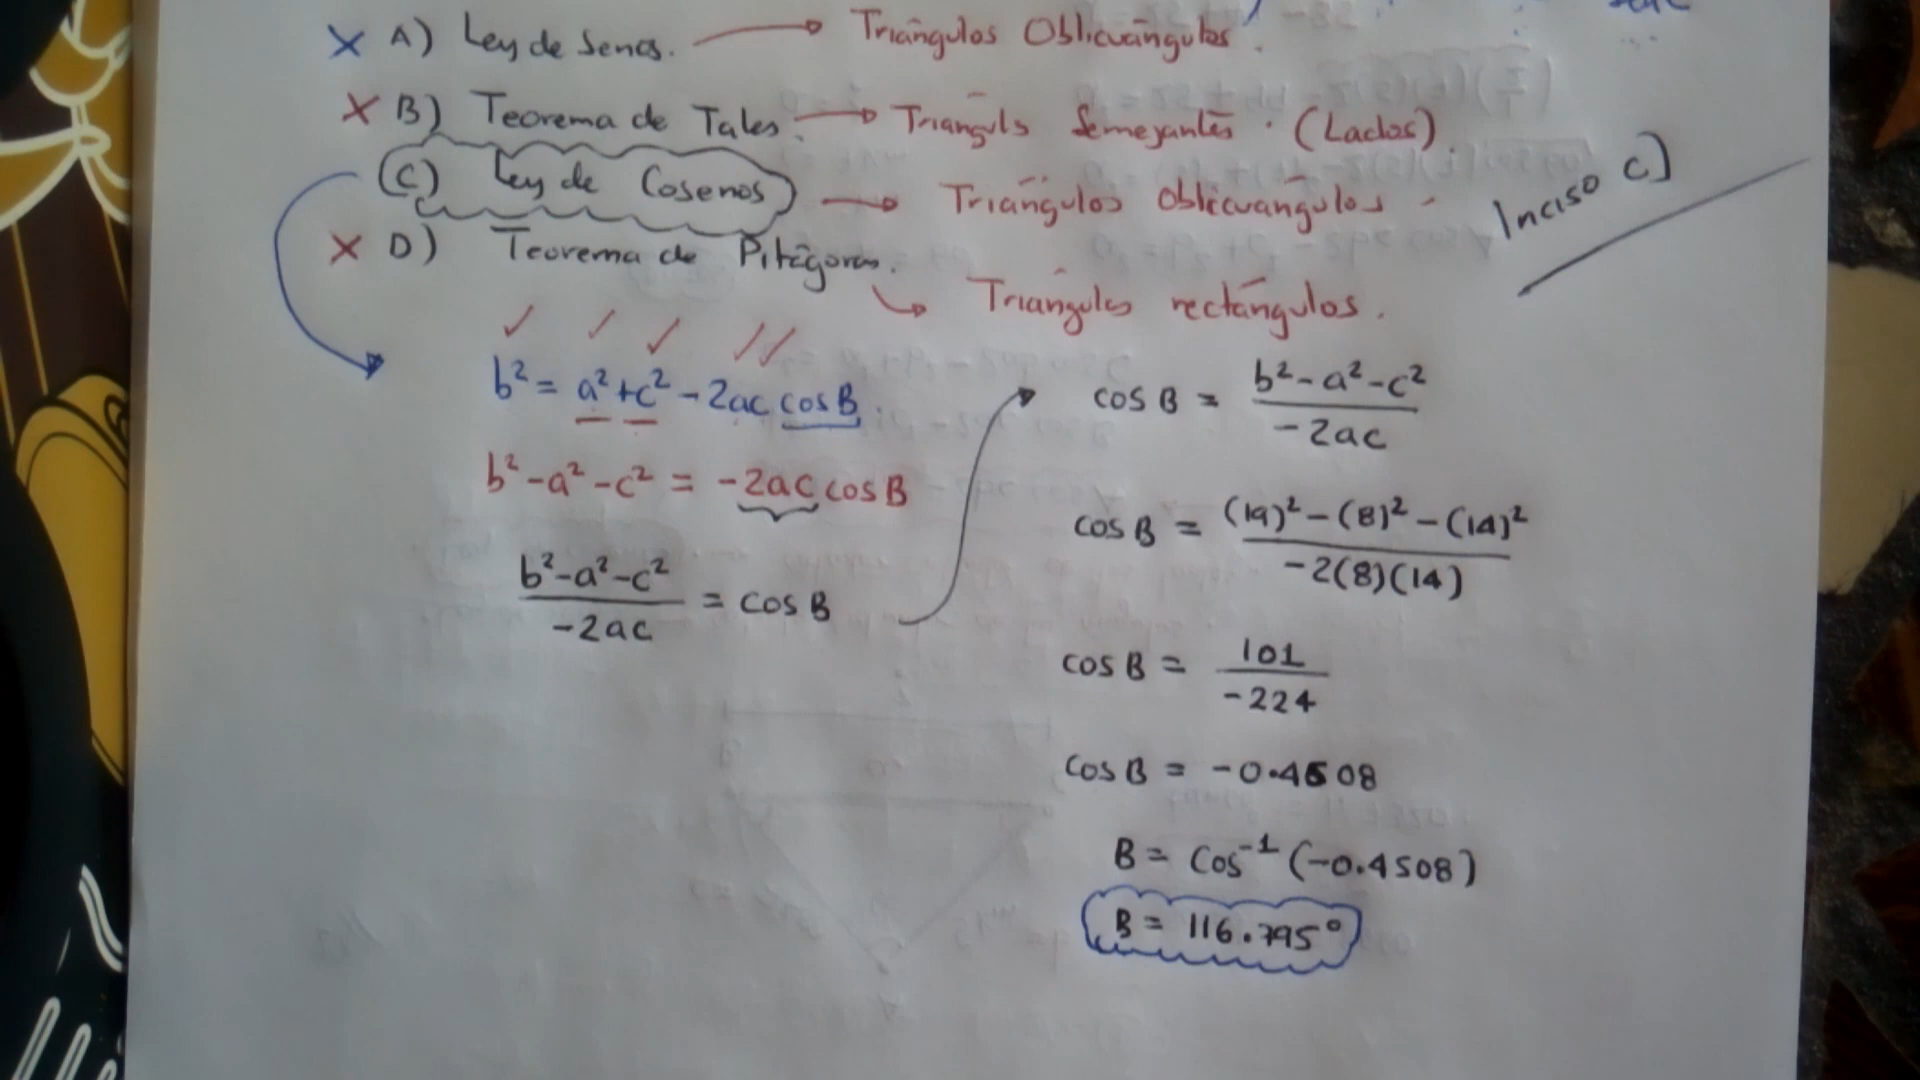 X A) Ley de Senos. → Triángulos Oblicuángulos.
X B) Teorema de Tales. → Triánguls Semejantes. (Lados).
(C) Ley de Cosenos) → Triángulos Oblicuangulos.
Inciso C]
X D) Teorema de Pitágoras.
↳ Triángulos rectángulos.
✓ ✓ ✓ ✓✓
b² = a² + c² - 2ac cos B.
b² - a² - c² = -2ac cos B
b² - a² - c² / -2ac = cos B
cos B = b² - a² - c² / -2ac
cos B = (19)² - (8)² - (14)² / -2(8)(14)
cos B = 101 / -224
cos B = -0.4508
B = Cos⁻¹ (-0.4508)
B = 116.795°